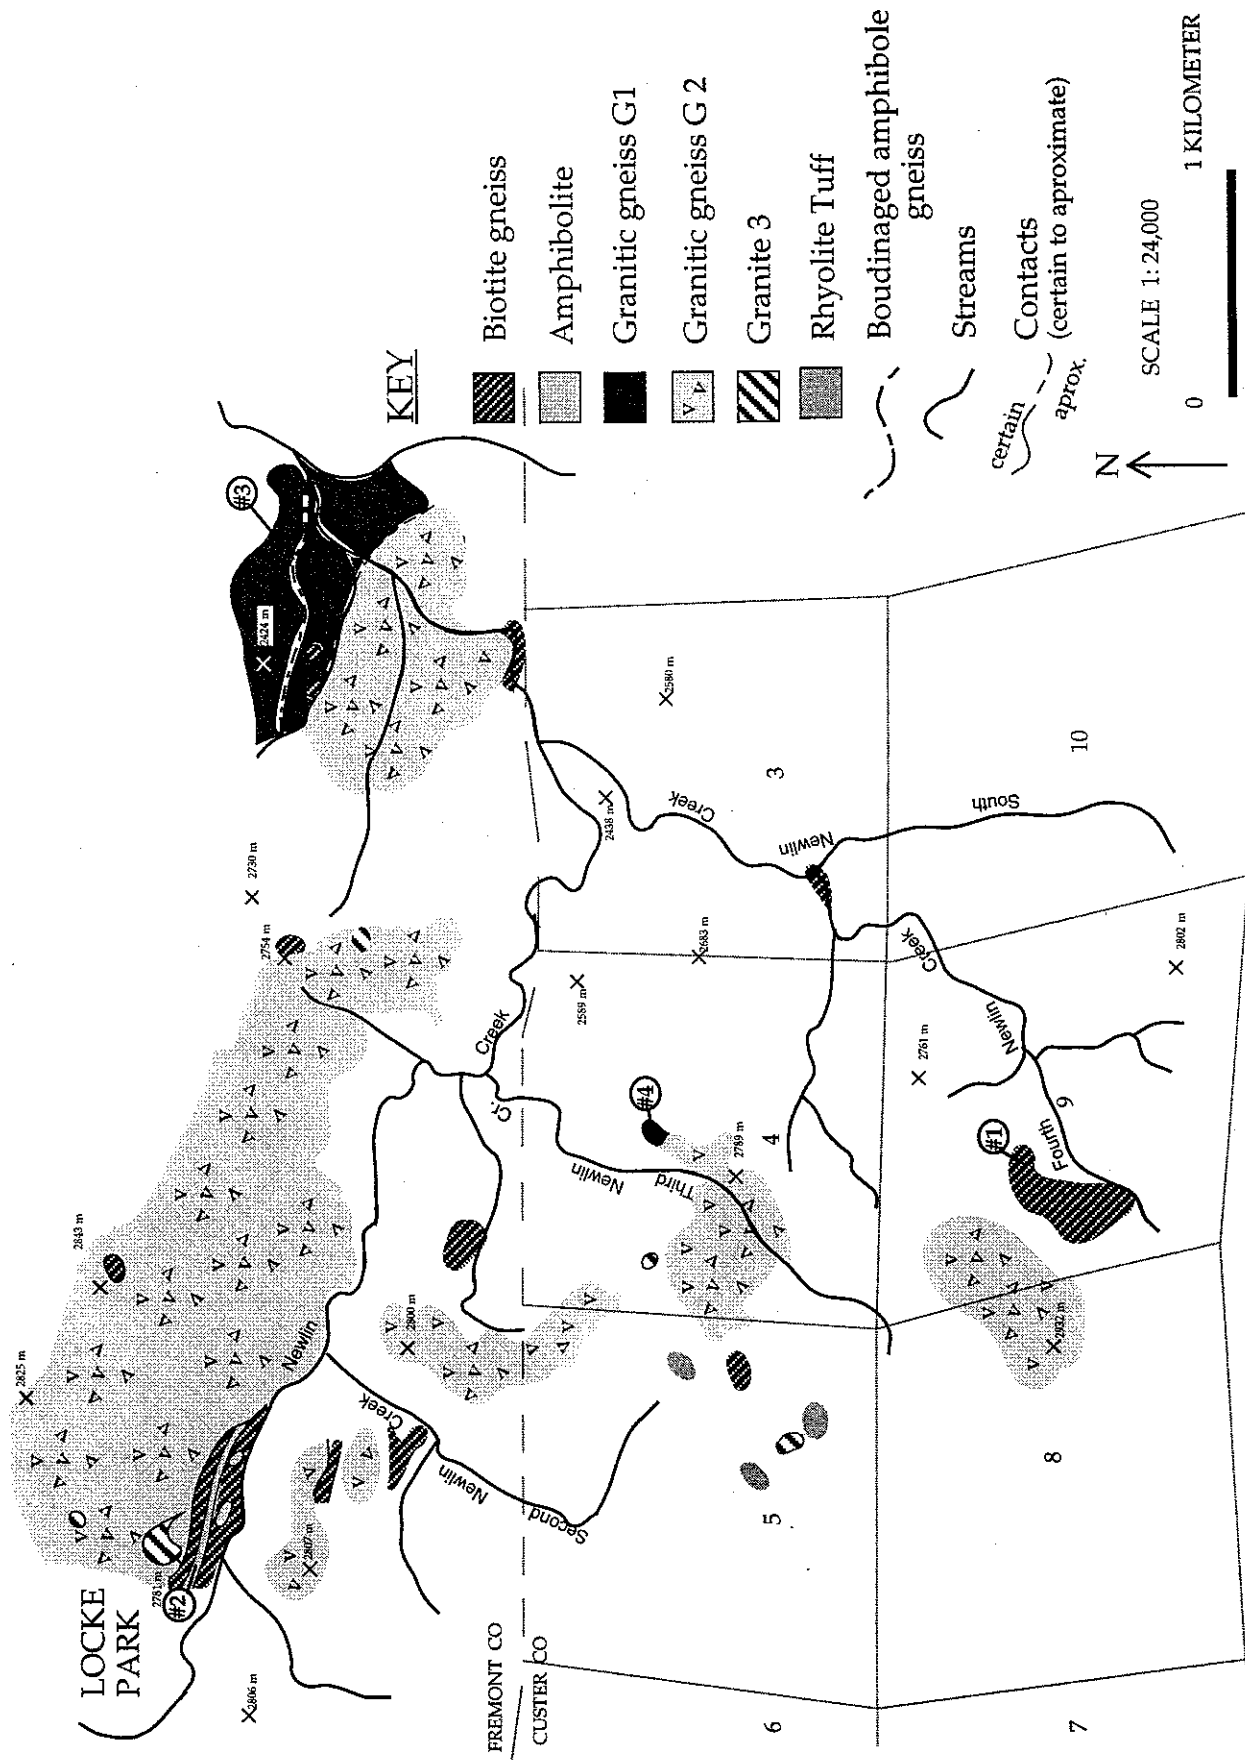 LOCKE
PARK
2825 m
2843 m
2781 m
#2
2807 m
2806 m
2754 m
2730 m
2424 m
#3
2800 m
Newlin
Creek
Second
Newlin
Creek
Ct.
FREMONT CO
CUSTER CO
Third
Newlin
2589 m
2438 m
2580 m
2683 m
#4
2789 m
6
5
4
3
Newlin
Creek
South
7
8
9
10
2932 m
#1
Fourth
Newlin
Creek
2761 m
2802 m
KEY
Biotite gneiss
Amphibolite
Granitic gneiss G1
Granitic gneiss G 2
Granite 3
Rhyolite Tuff
Boudinaged amphibole
gneiss
Streams
Contacts
(certain to aproximate)
certain
aprox.
N
SCALE 1: 24,000
0 1 KILOMETER